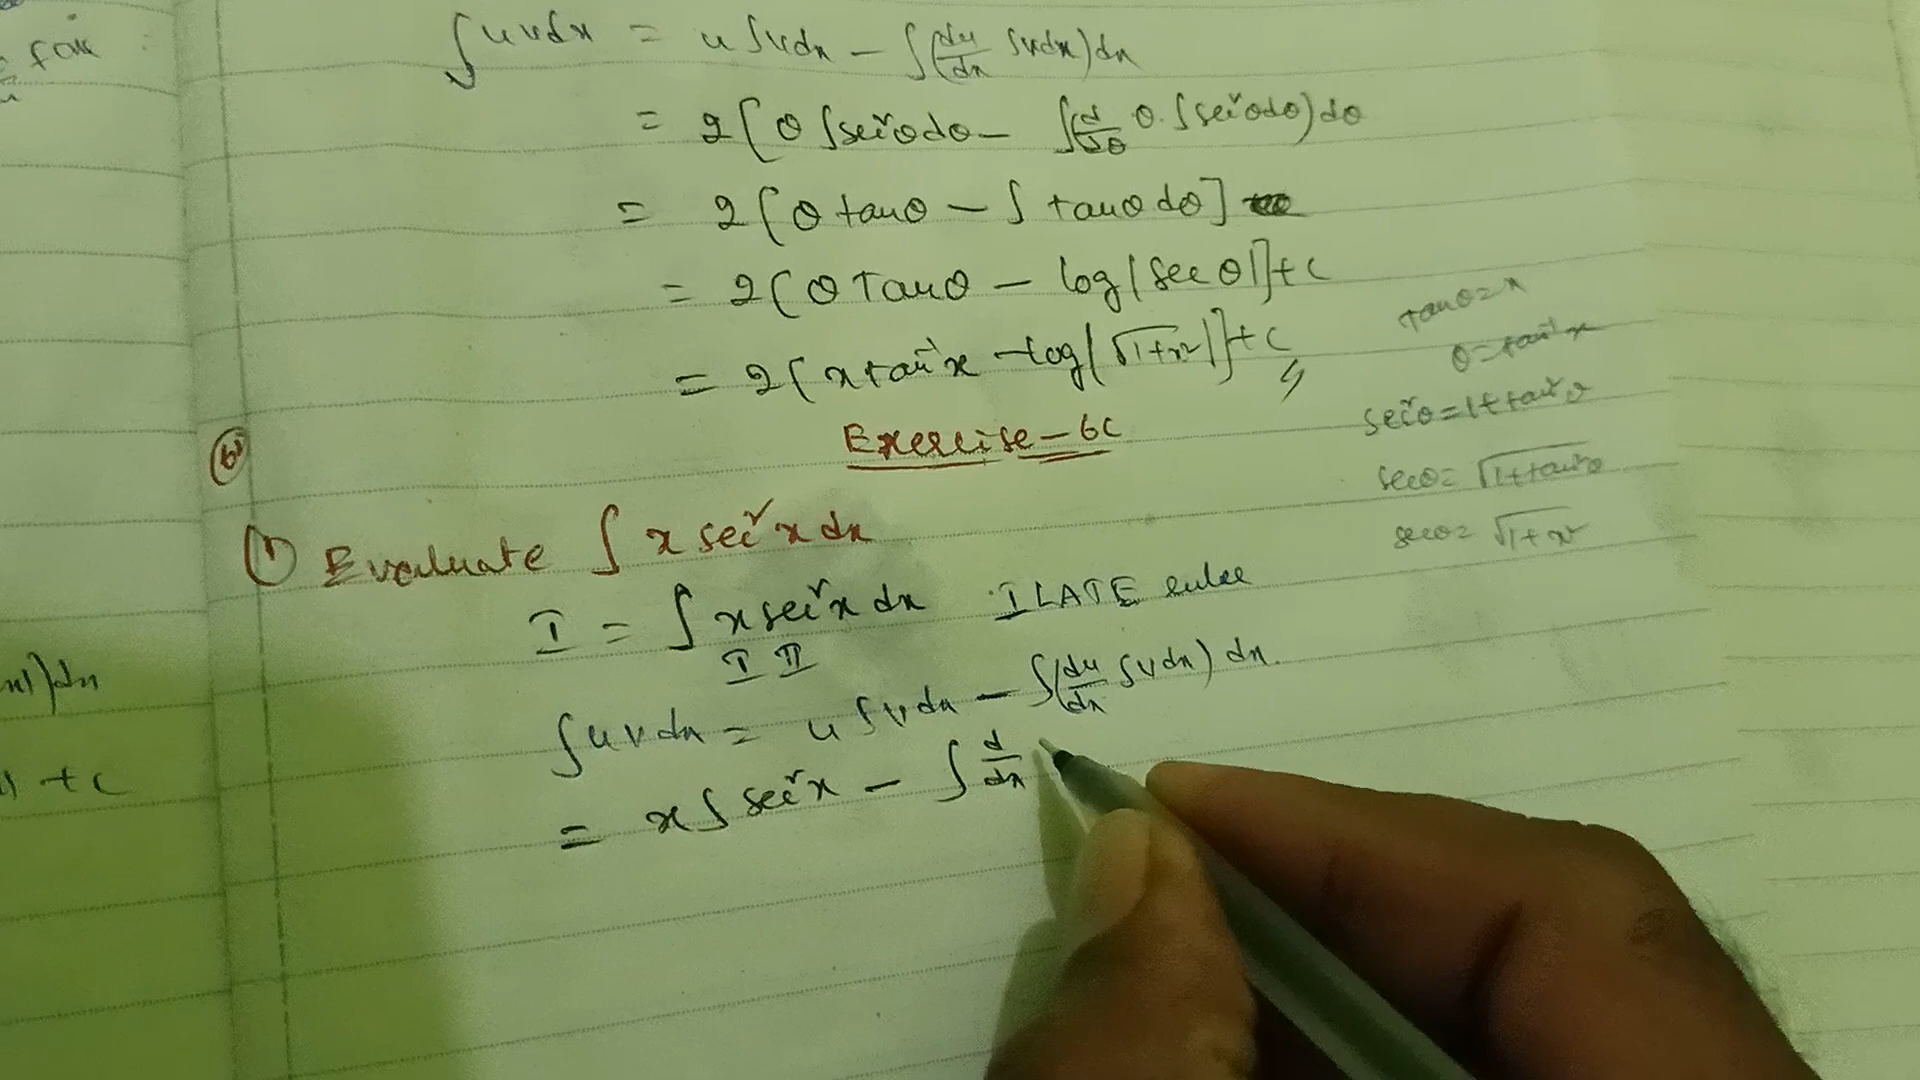 ∫uvdx = u∫vdx − ∫(du/dx ∫vdx)dx
= 2[θ∫sec²θdθ − ∫(d/dθ θ.∫sec²θdθ)dθ
= 2[θ tanθ − ∫tanθ dθ]
= 2[θ Tanθ − log|secθ|]+c
= 2[x tan⁻¹x − log|√1+x²|]+c
tanθ=x
θ=tan⁻¹x
sec²θ=1+tan²θ
secθ= √1+tan²θ
secθ= √1+x²
Exercise-6C
① Evaluate ∫x sec²x dx
I = ∫x sec²x dx ILATE
I II
∫uvdx = u∫vdx − ∫(du/dx ∫vdx)dx.
= x∫sec²x − ∫ d/dx
+c